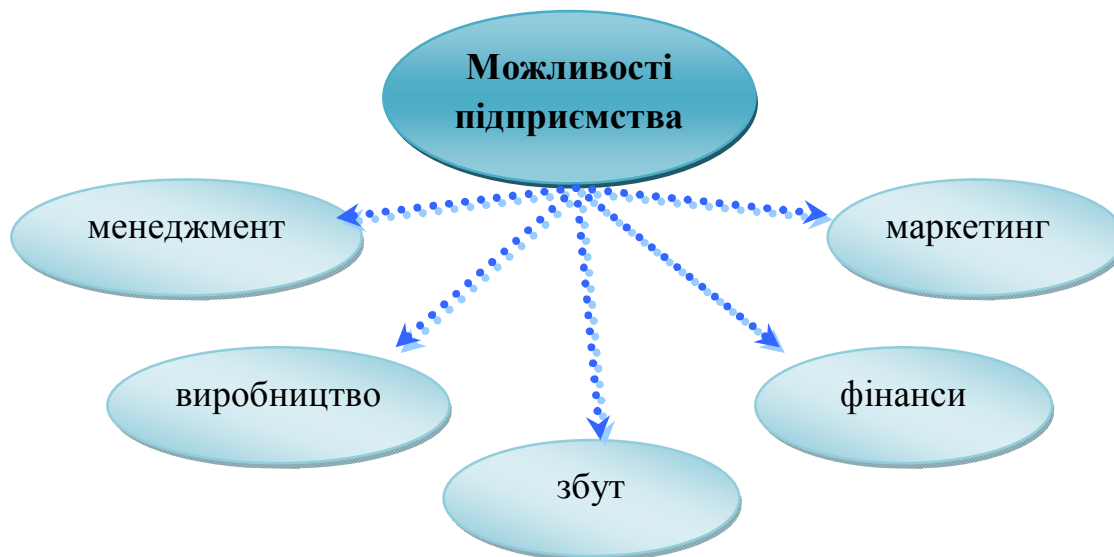 Можливості
підприємства
менеджмент
маркетинг
виробництво
фінанси
збут